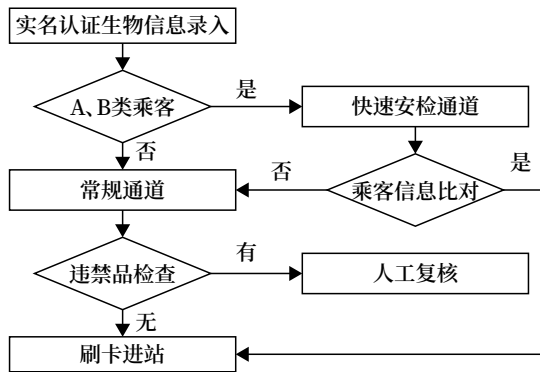 实名认证生物信息录入
A、B类乘客
是
快速安检通道
否
常规通道
否
乘客信息比对
是
违禁品检查
有
人工复核
无
刷卡进站